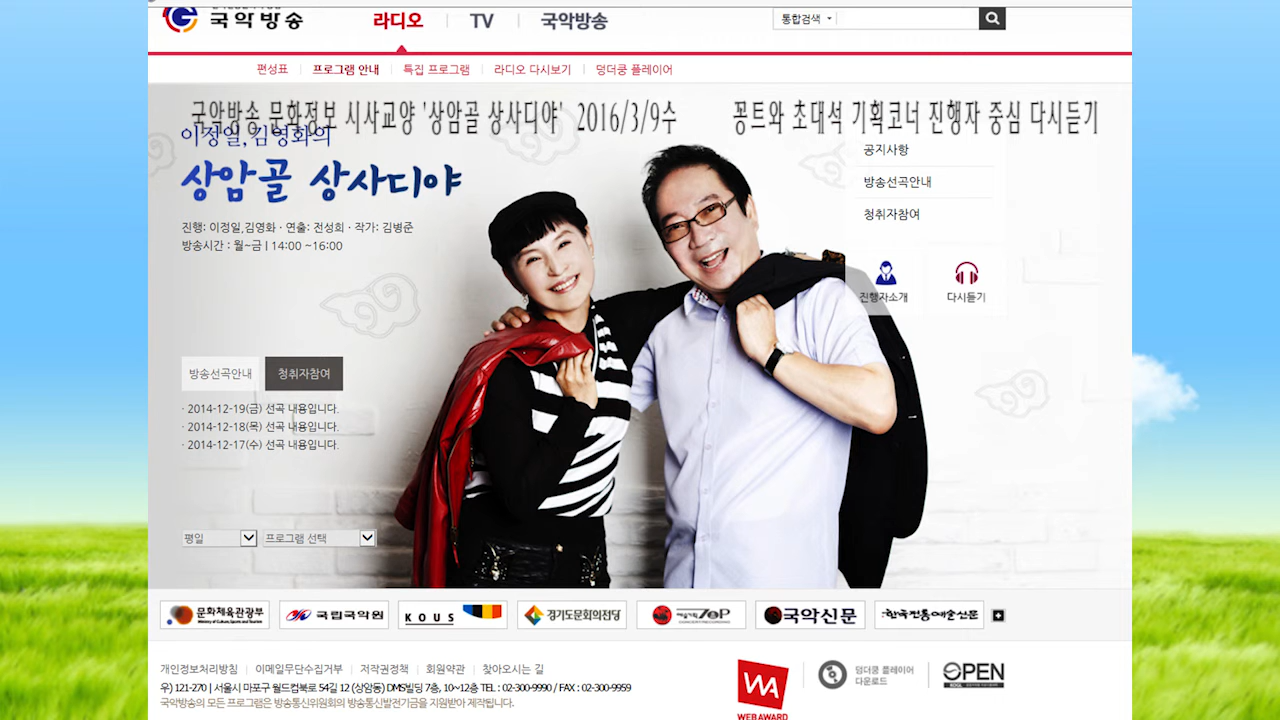 국악방송
라디오
TV
국악방송
통합검색
편성표
프로그램 안내
특집 프로그램
라디오 다시보기
덩더쿵 플레이어
국악방송 문화정보 시사교양 '상암골 상사디야' 2016/3/9수 꽁트와 초대석 기획코너 진행자 중심 다시듣기
이정일, 김영화의
상암골 상사디야
진행: 이정일,김영화 · 연출: 전성희 · 작가: 김병준
방송시간 : 월~금 | 14:00 ~16:00
공지사항
방송선곡안내
청취자참여
진행자소개
다시듣기
방송선곡안내
청취자참여
· 2014-12-19(금) 선곡 내용입니다.
· 2014-12-18(목) 선곡 내용입니다.
· 2014-12-17(수) 선곡 내용입니다.
평일
프로그램 선택
문화체육관광부
Ministry of Culture, Sports and Tourism
국립국악원
KOUS
경기도문화의전당
TOP
국악신문
한국전통예술신문
개인정보처리방침 | 이메일무단수집거부 | 저작권정책 | 회원약관 | 찾아오시는 길
우) 121-270 | 서울시 마포구 월드컵북로 54길 12 (상암동) DMS빌딩 7층, 10~12층 TEL : 02-300-9990 / FAX : 02-300-9959
국악방송의 모든 프로그램은 방송통신위원회의 방송통신발전기금을 지원받아 제작됩니다.
WA
WEB AWARD
덩더쿵 플레이어
다운로드
OPEN